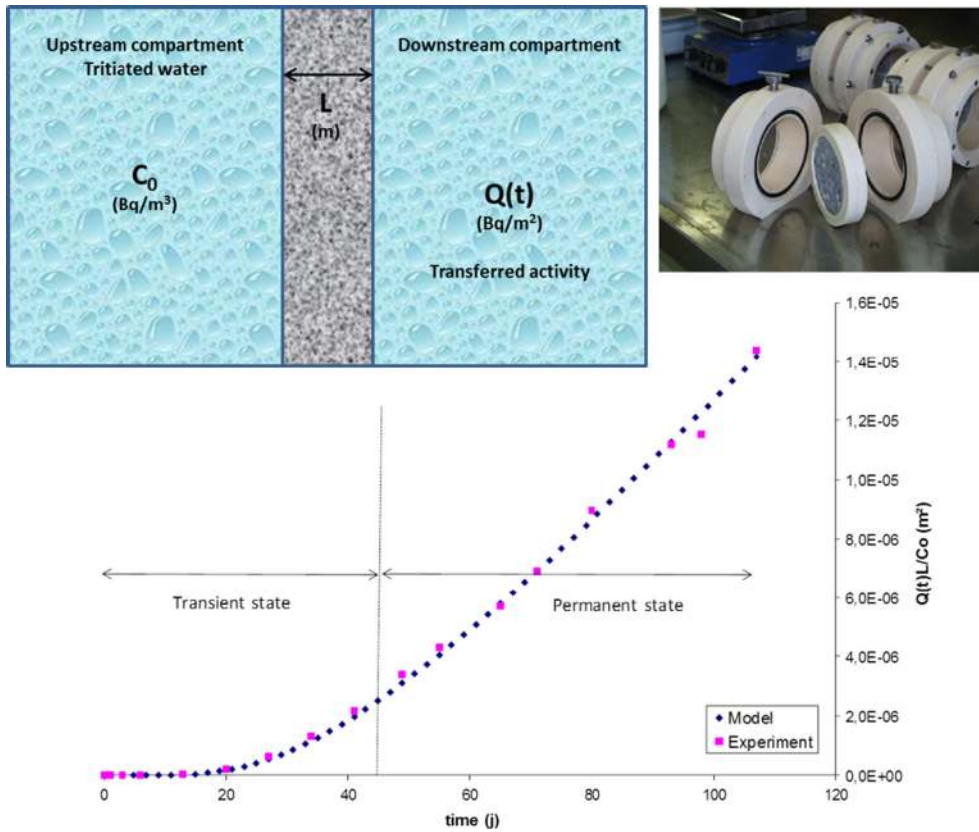 Upstream compartment
Tritiated water
L
(m)
Downstream compartment
C₀
(Bq/m³)
Q(t)
(Bq/m²)
Transferred activity
1,6E-05
1,4E-05
1,2E-05
1,0E-05
8,0E-06
6,0E-06
4,0E-06
2,0E-06
0,0E+00
Q(t)L/Co (m²)
Transient state
Permanent state
Model
Experiment
0 20 40 60 80 100 120
time (j)